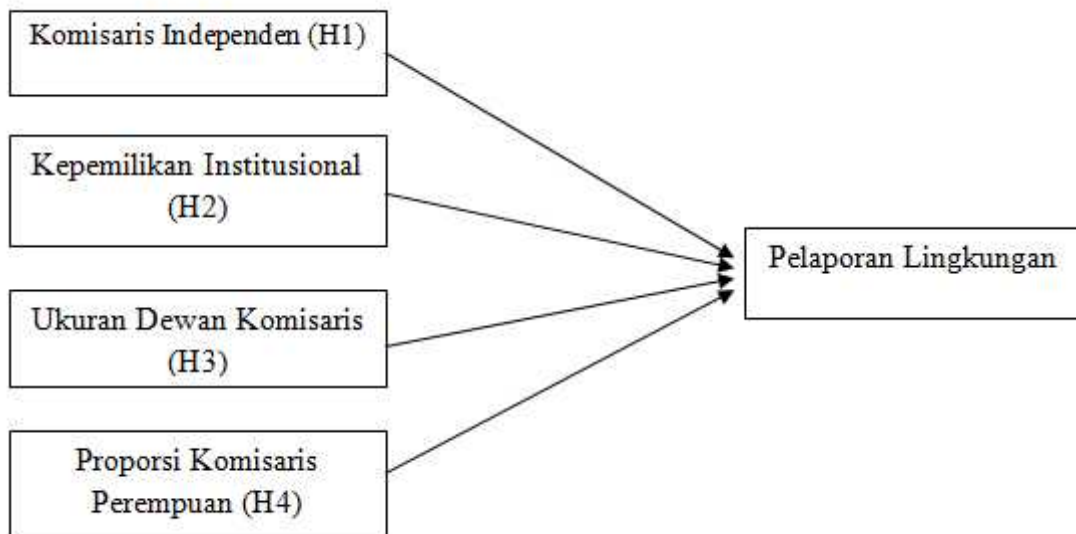 Komisaris Independen (H1)
Kepemilikan Institusional
(H2)
Pelaporan Lingkungan
Ukuran Dewan Komisaris
(H3)
Proporsi Komisaris
Perempuan (H4)